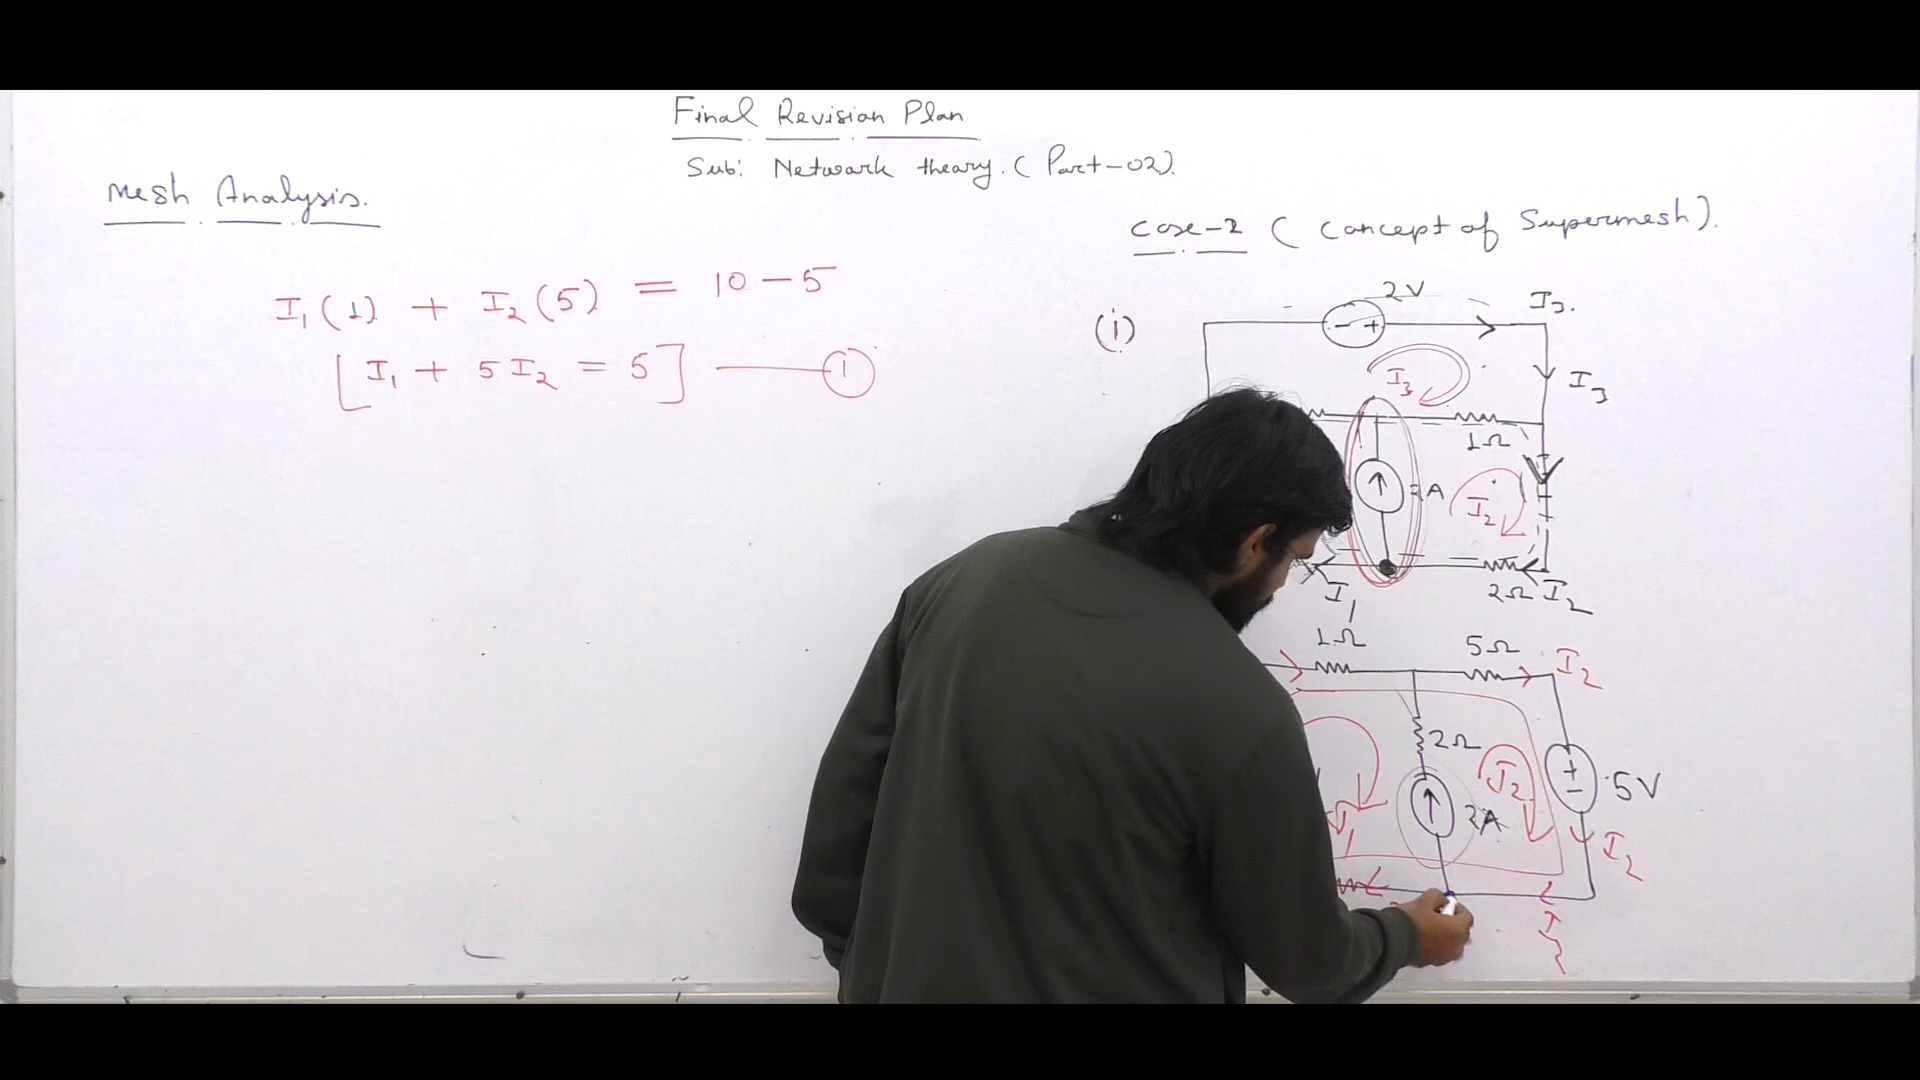 Final Revision Plan
Sub: Network theory. (Part-02).
Mesh Analysis.
Case-2 (Concept of Supermesh).
I₁(1) + I₂(5) = 10 - 5
[I₁ + 5I₂ = 5] ——— ①
(i)
2V
- +
I₃.
I₃
I₃
1Ω
A
I₂
I₁
2Ω I₂
1Ω
5Ω
I₂
2Ω
I₂
+
-
5V
2A
I₂